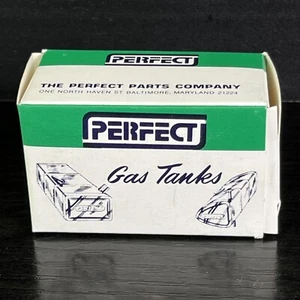 PERFECT
THE PERFECT PARTS COMPANY
ONE NORTH HAVEN ST. BALTIMORE, MARYLAND 21224
PERFECT
Gas Tanks